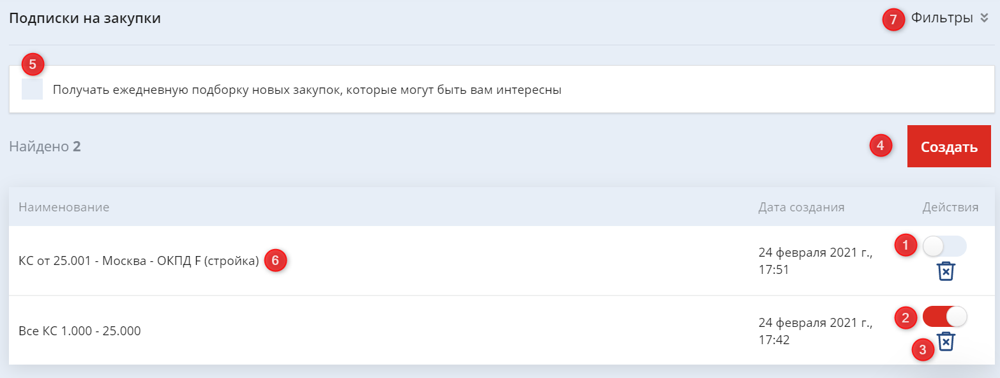 Подписки на закупки
7 Фильтры
5
Получать ежедневную подборку новых закупок, которые могут быть вам интересны
Найдено 2
4 Создать
Наименование Дата создания Действия
КС от 25.001 - Москва - ОКПД F (стройка) 6
24 февраля 2021 г.,
17:51
1
Все КС 1.000 - 25.000
24 февраля 2021 г.,
17:42
2
3